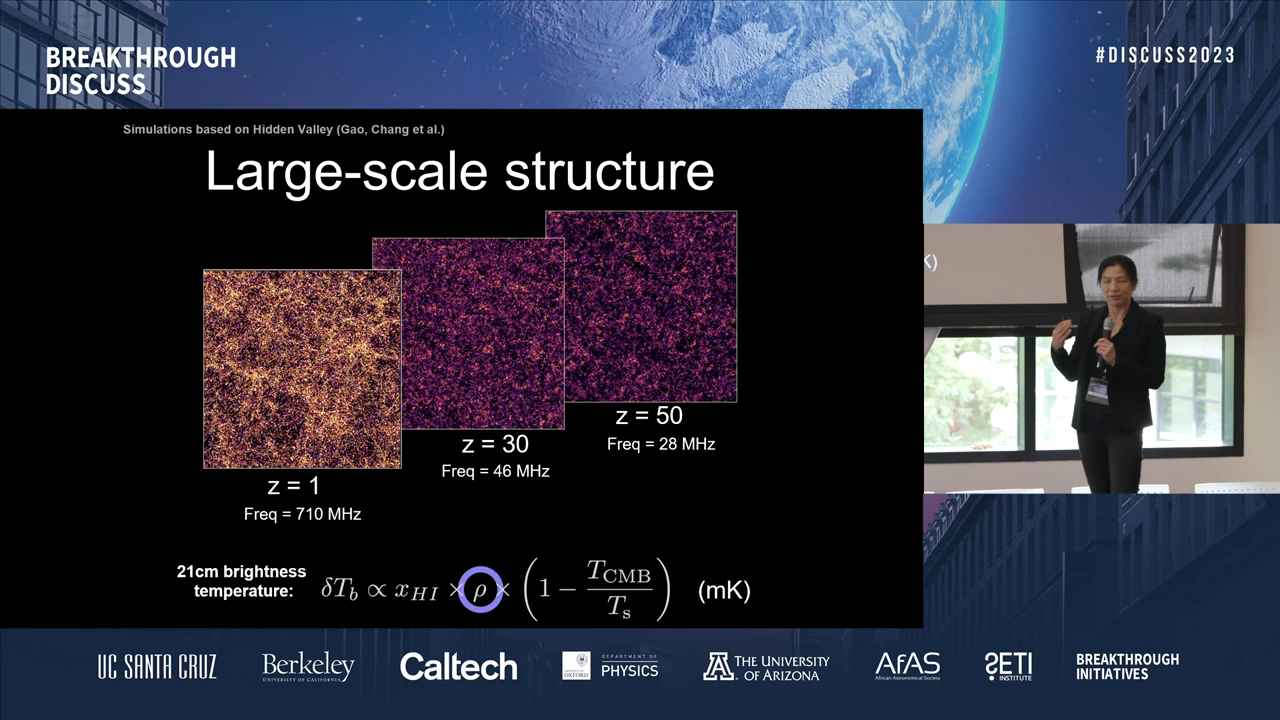 BREAKTHROUGH
DISCUSS
#DISCUSS2023
Simulations based on Hidden Valley (Gao, Chang et al.)
Large-scale structure
K)
z = 1
Freq = 710 MHz
z = 30
Freq = 46 MHz
z = 50
Freq = 28 MHz
21cm brightness
temperature:
δT_b ∝ x_HI × ρ × (1 − T_CMB / T_s) (mK)
UC SANTA CRUZ
Berkeley
UNIVERSITY OF CALIFORNIA
Caltech
UNIVERSITY OF
OXFORD
DEPARTMENT OF
PHYSICS
THE UNIVERSITY
OF ARIZONA
AfAS
African Astronomical Society
SETI
INSTITUTE
BREAKTHROUGH
INITIATIVES